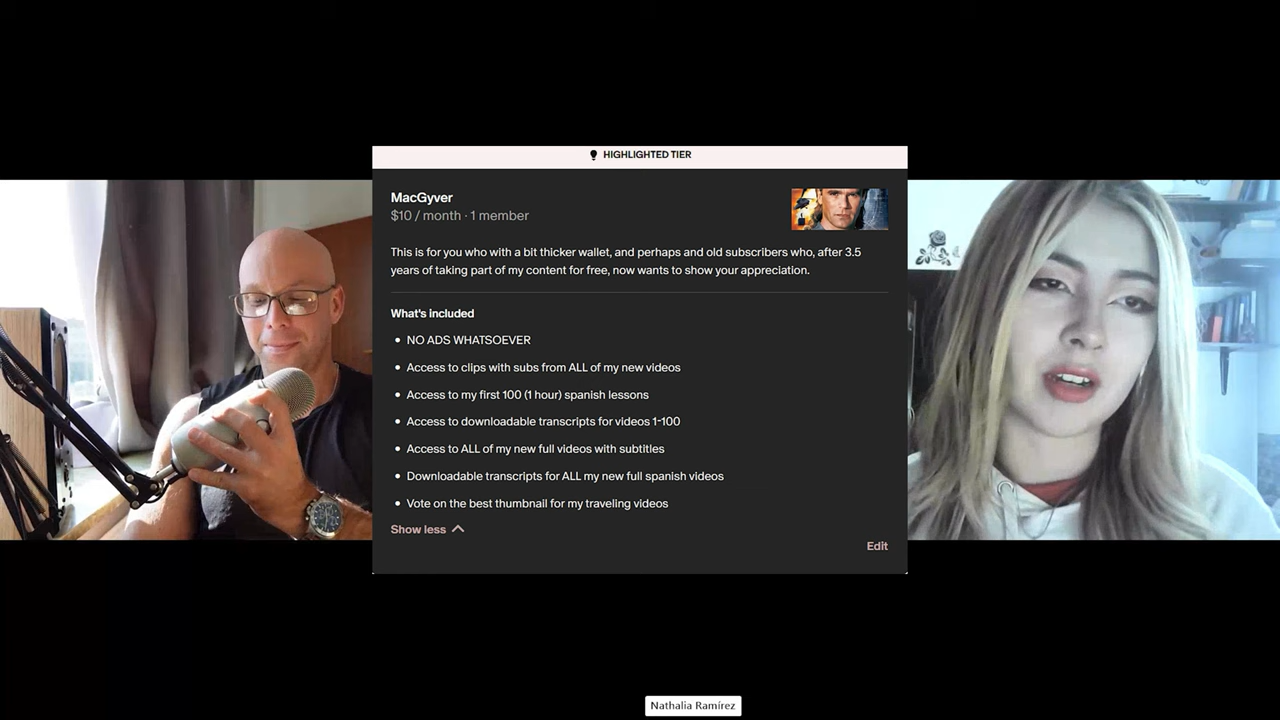 HIGHLIGHTED TIER
MacGyver
$10 / month · 1 member
This is for you who with a bit thicker wallet, and perhaps and old subscribers who, after 3.5
years of taking part of my content for free, now wants to show your appreciation.
What's included
• NO ADS WHATSOEVER
• Access to clips with subs from ALL of my new videos
• Access to my first 100 (1 hour) spanish lessons
• Access to downloadable transcripts for videos 1-100
• Access to ALL of my new full videos with subtitles
• Downloadable transcripts for ALL my new full spanish videos
• Vote on the best thumbnail for my traveling videos
Show less
Edit
Nathalia Ramírez